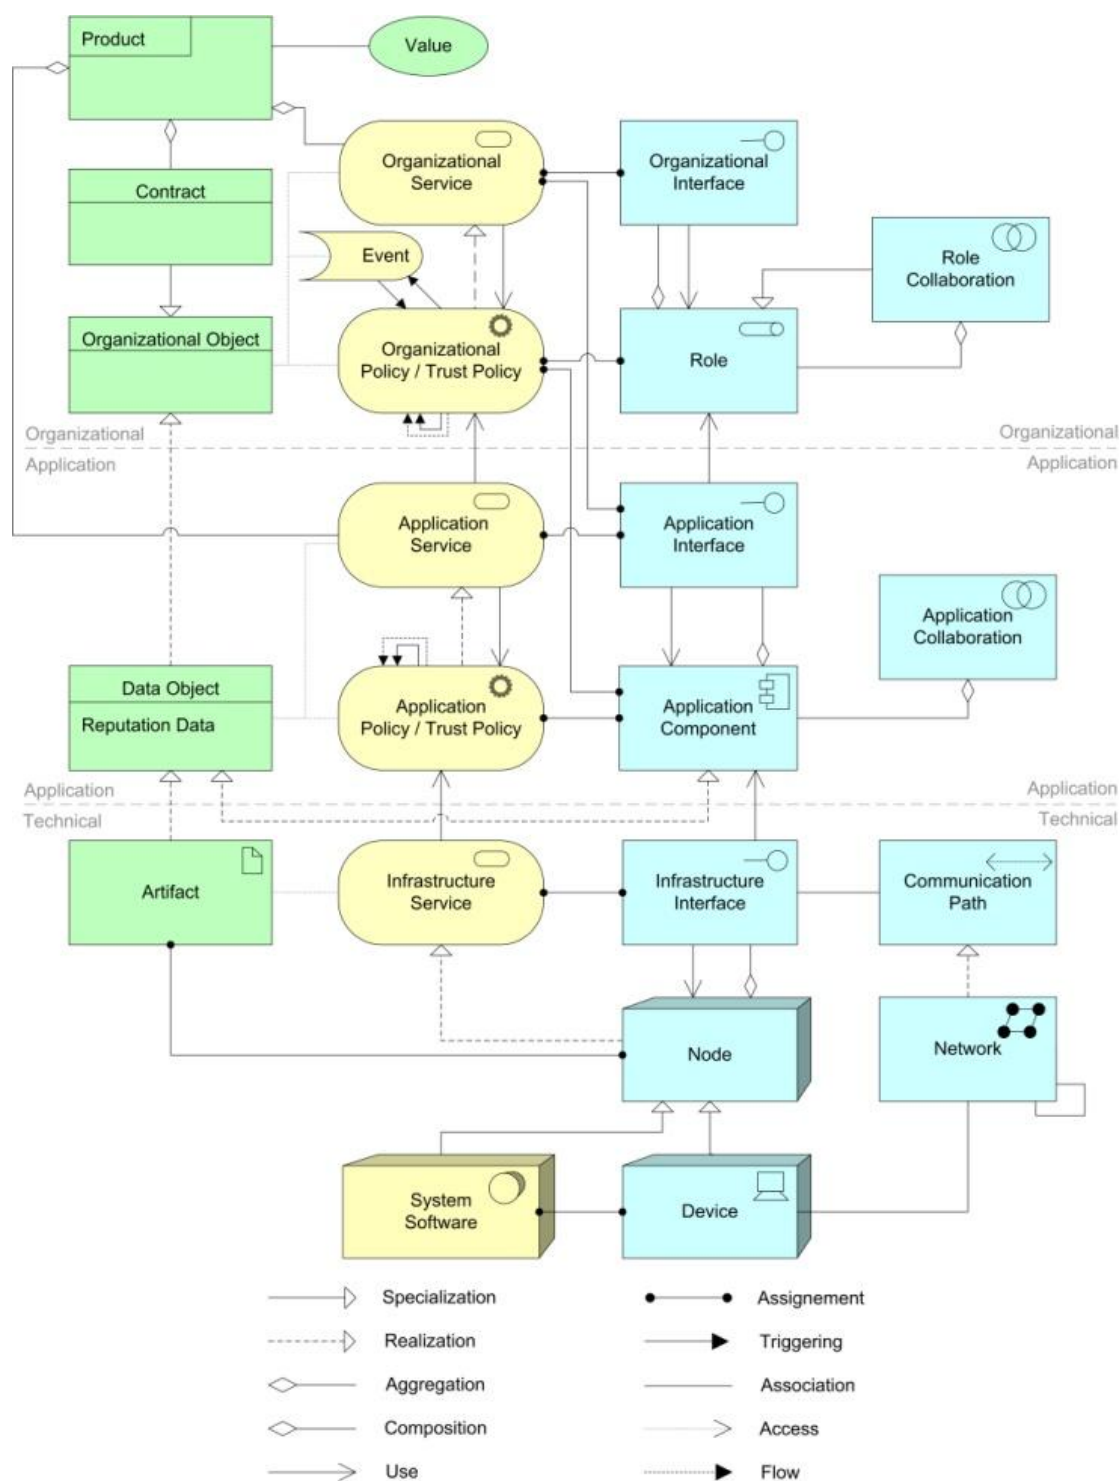 Product
Value
Organizational
Service
Organizational
Interface
Contract
Event
Role
Collaboration
Organizational Object
Organizational
Policy / Trust Policy
Role
Organizational
Organizational
Application
Application
Application
Service
Application
Interface
Application
Collaboration
Data Object
Reputation Data
Application
Policy / Trust Policy
Application
Component
Application
Application
Technical
Technical
Artifact
Infrastructure
Service
Infrastructure
Interface
Communication
Path
Node
Network
System
Software
Device
Specialization
Assignement
Realization
Triggering
Aggregation
Association
Composition
Access
Use
Flow